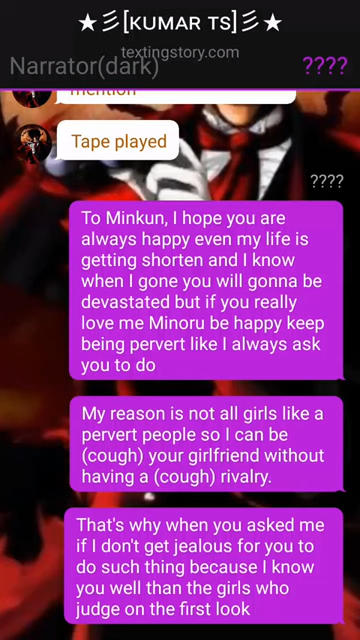 ★彡[ᴋᴜᴍᴀʀ ᴛs]彡★
textingstory.com
Narrator(dark)
????
mention
Tape played
????
To Minkun, I hope you are
always happy even my life is
getting shorten and I know
when I gone you will gonna be
devastated but if you really
love me Minoru be happy keep
being pervert like I always ask
you to do
My reason is not all girls like a
pervert people so I can be
(cough) your girlfriend without
having a (cough) rivalry.
That's why when you asked me
if I don't get jealous for you to
do such thing because I know
you well than the girls who
judge on the first look